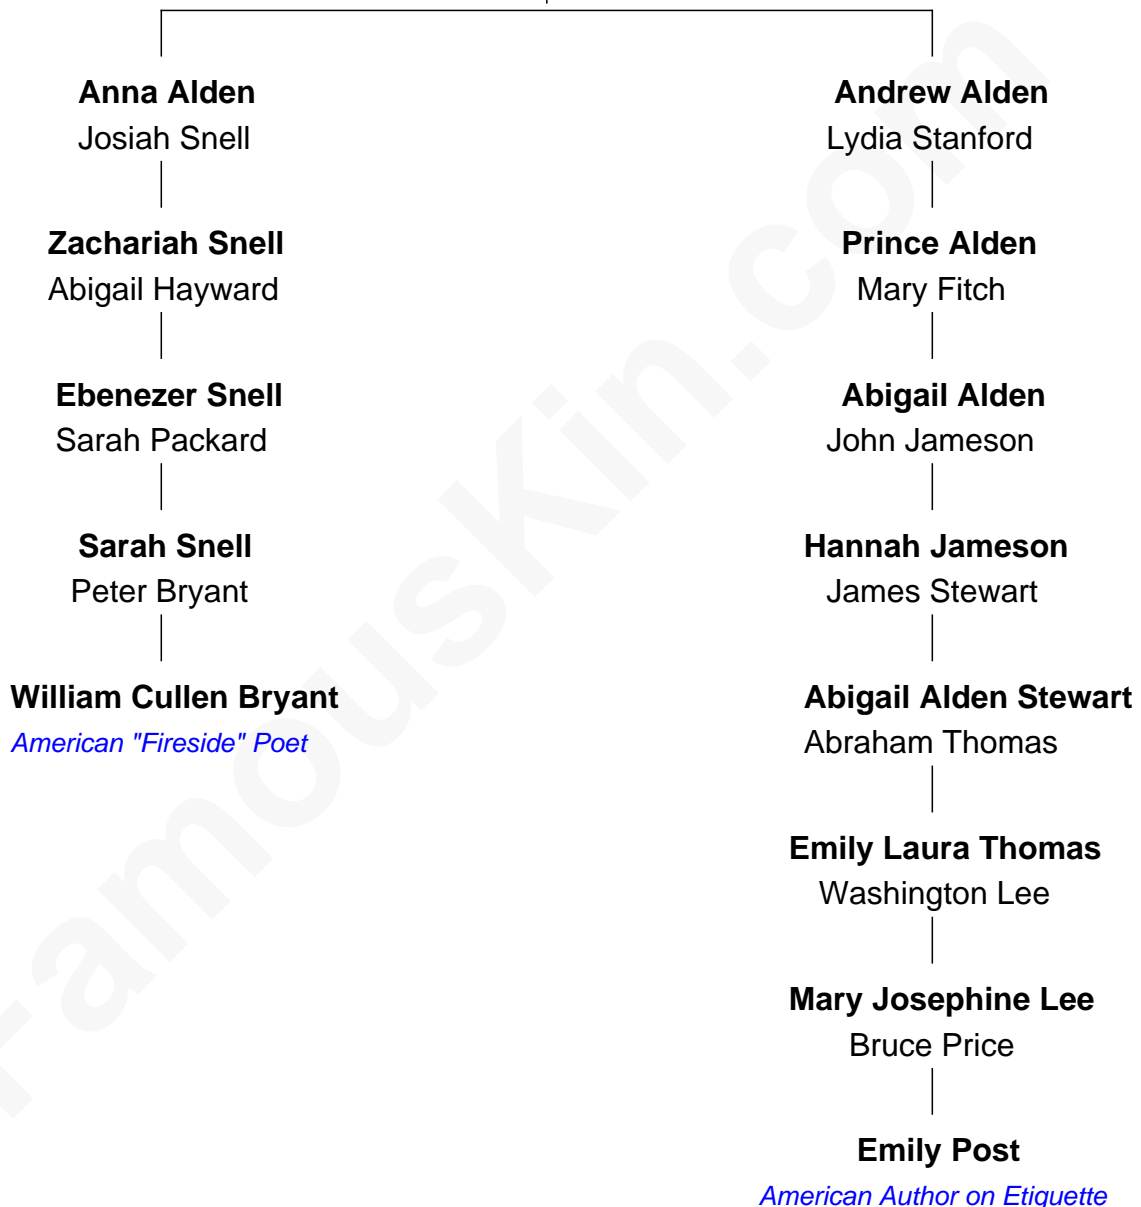 Anna Alden
Josiah Snell
Zachariah Snell
Abigail Hayward
Ebenezer Snell
Sarah Packard
Sarah Snell
Peter Bryant
William Cullen Bryant
American "Fireside" Poet
Andrew Alden
Lydia Stanford
Prince Alden
Mary Fitch
Abigail Alden
John Jameson
Hannah Jameson
James Stewart
Abigail Alden Stewart
Abraham Thomas
Emily Laura Thomas
Washington Lee
Mary Josephine Lee
Bruce Price
Emily Post
American Author on Etiquette
FamousKin.com